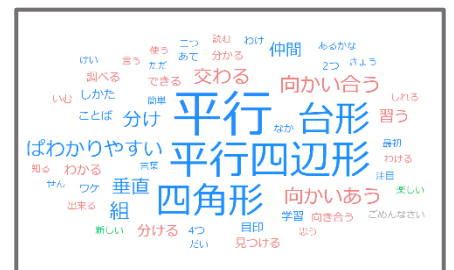 二つ 使う 読む わけ 仲間 あるかな
けい 言う ただ あて 分かる 2つ さよう
調べる できる 交わる 向かい合う
いむ しかた 簡単 平行 台形 しれる
ことば 分け なか 習う
ぱわかりやすい 平行四辺形 最初
知る わかる 言葉 わける
せん ワケ 垂直 四角形 注目
出来る 組 向かいあう 楽しい
学習 向き合う ごめんなさい
新しい 分ける 4つ 目印 思う
だい 見つける